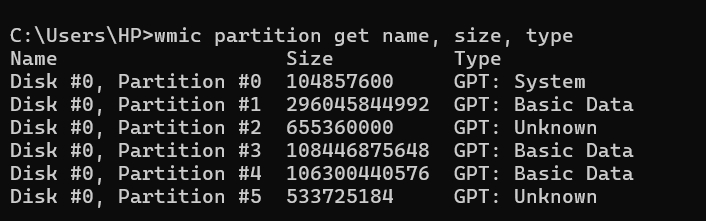 C:\Users\HP>wmic partition get name, size, type
Name Size Type
Disk #0, Partition #0 104857600 GPT: System
Disk #0, Partition #1 296045844992 GPT: Basic Data
Disk #0, Partition #2 655360000 GPT: Unknown
Disk #0, Partition #3 108446875648 GPT: Basic Data
Disk #0, Partition #4 106300440576 GPT: Basic Data
Disk #0, Partition #5 533725184 GPT: Unknown